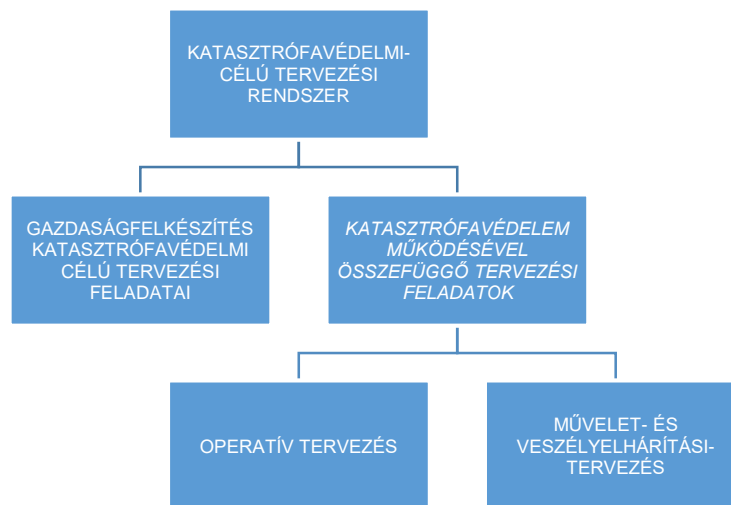 KATASZTRÓFAVÉDELMI-
CÉLÚ TERVEZÉSI
RENDSZER
GAZDASÁGFELKÉSZÍTÉS
KATASZTRÓFAVÉDELMI
CÉLÚ TERVEZÉSI
FELADATAI
KATASZTRÓFAVÉDELEM
MŰKÖDÉSÉVEL
ÖSSZEFÜGGŐ TERVEZÉSI
FELADATOK
OPERATÍV TERVEZÉS
MŰVELET- ÉS
VESZÉLYELHÁRÍTÁSI-
TERVEZÉS